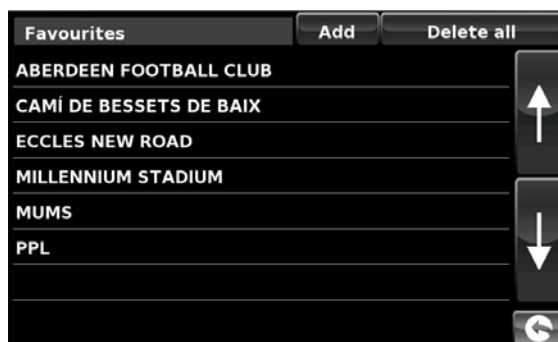 Favourites Add Delete all
ABERDEEN FOOTBALL CLUB
CAMÍ DE BESSETS DE BAIX
ECCLES NEW ROAD
MILLENNIUM STADIUM
MUMS
PPL